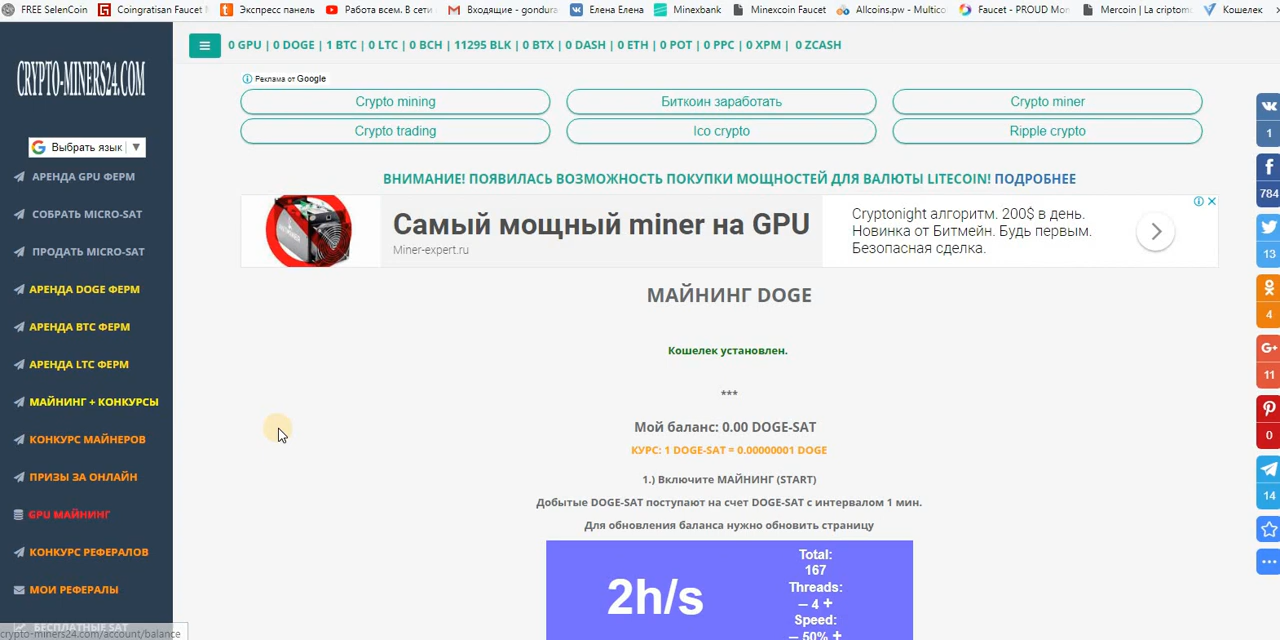 FREE SelenCoin
Coingratisan Faucet
Экспресс панель
Работа всем. В сети
Входящие - gondura
Елена Елена
Minexbank
Minexcoin Faucet
Allcoins.pw - Multico
Faucet - PROUD Mon
Mercoin | La criptom
Кошелек
CRYPTO-MINERS24.COM
0 GPU | 0 DOGE | 1 BTC | 0 LTC | 0 BCH | 11295 BLK | 0 BTX | 0 DASH | 0 ETH | 0 POT | 0 PPC | 0 XPM | 0 ZCASH
Реклама от Google
Crypto mining
Биткоин заработать
Crypto miner
Crypto trading
Ico crypto
Ripple crypto
Выбрать язык
АРЕНДА GPU ФЕРМ
СОБРАТЬ MICRO-SAT
ПРОДАТЬ MICRO-SAT
АРЕНДА DOGE ФЕРМ
АРЕНДА BTC ФЕРМ
АРЕНДА LTC ФЕРМ
МАЙНИНГ + КОНКУРСЫ
КОНКУРС МАЙНЕРОВ
ПРИЗЫ ЗА ОНЛАЙН
GPU МАЙНИНГ
КОНКУРС РЕФЕРАЛОВ
МОИ РЕФЕРАЛЫ
БЕСПЛАТНЫЕ SAT
crypto-miners24.com/account/balance
ВНИМАНИЕ! ПОЯВИЛАСЬ ВОЗМОЖНОСТЬ ПОКУПКИ МОЩНОСТЕЙ ДЛЯ ВАЛЮТЫ LITECOIN! ПОДРОБНЕЕ
Самый мощный miner на GPU
Miner-expert.ru
Cryptonight алгоритм. 200$ в день.
Новинка от Битмейн. Будь первым.
Безопасная сделка.
МАЙНИНГ DOGE
Кошелек установлен.
***
Мой баланс: 0.00 DOGE-SAT
КУРС: 1 DOGE-SAT = 0.00000001 DOGE
1.) Включите МАЙНИНГ (START)
Добытые DOGE-SAT поступают на счет DOGE-SAT с интервалом 1 мин.
Для обновления баланса нужно обновить страницу
2h/s
Total:
167
Threads:
– 4 +
Speed:
– 50% +
1
784
13
4
G+
11
0
14